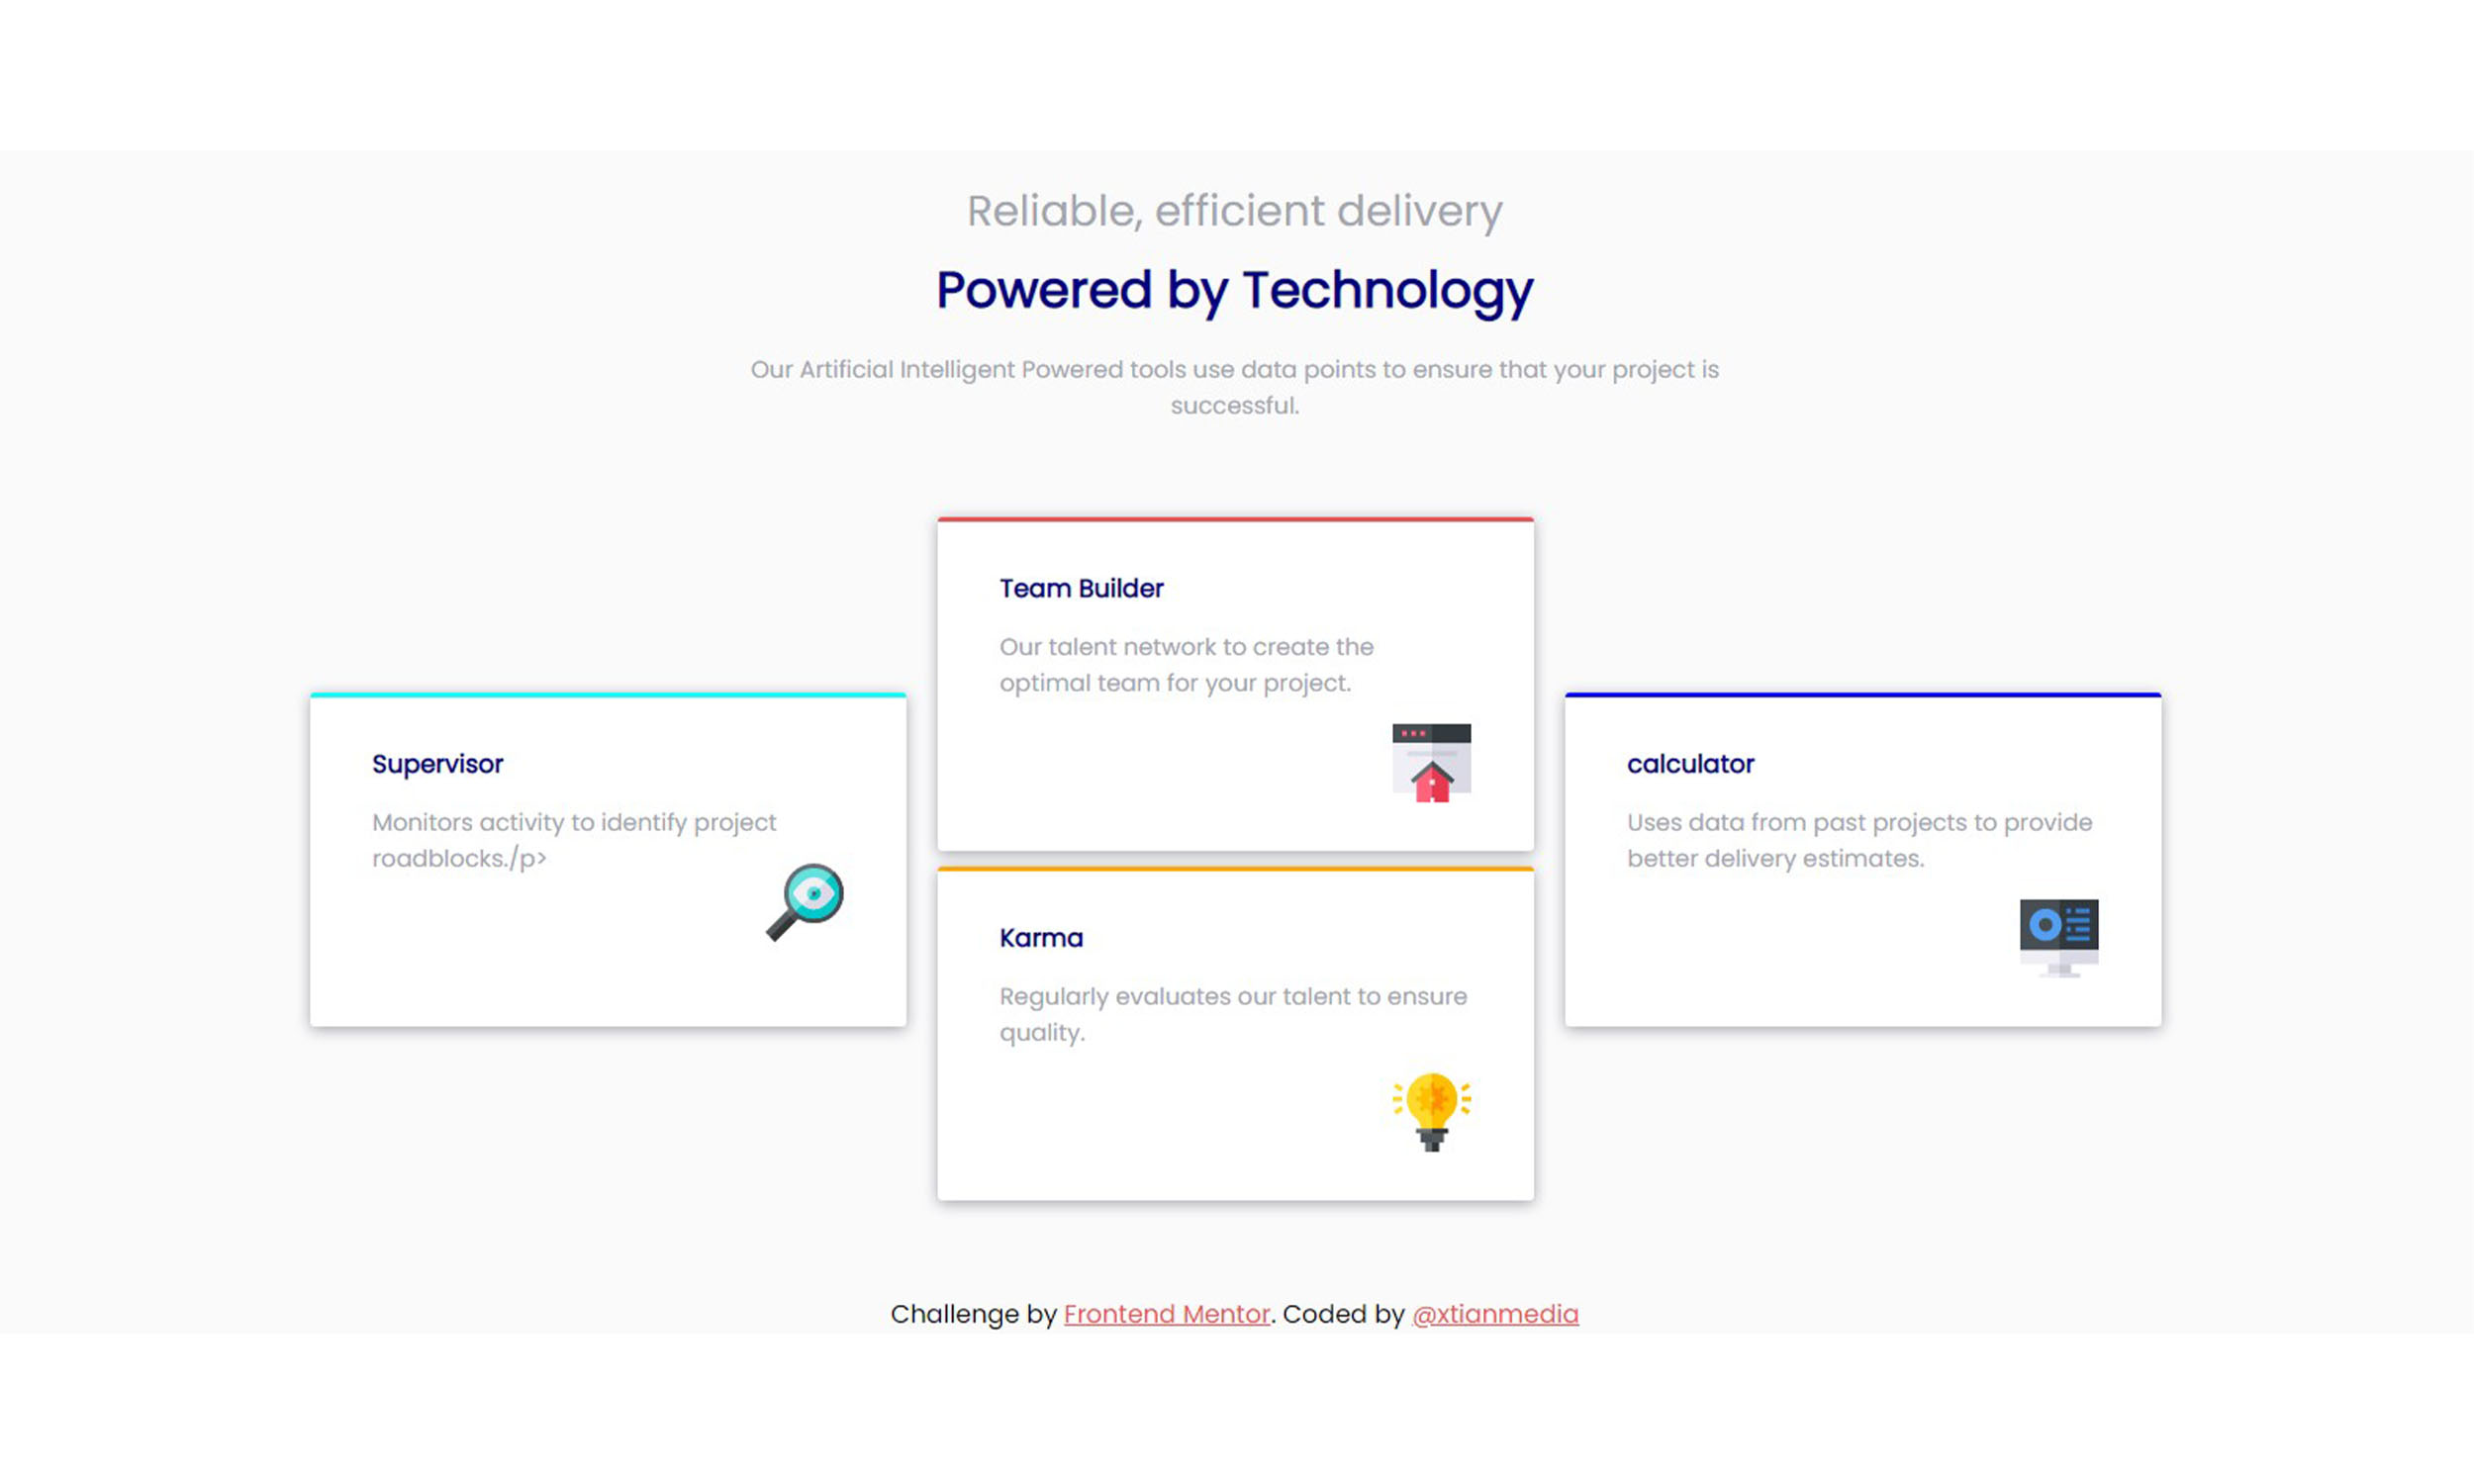 Reliable, efficient delivery
Powered by Technology
Our Artificial Intelligent Powered tools use data points to ensure that your project is
successful.
Supervisor
Monitors activity to identify project
roadblocks./p>
Team Builder
Our talent network to create the
optimal team for your project.
Karma
Regularly evaluates our talent to ensure
quality.
calculator
Uses data from past projects to provide
better delivery estimates.
Challenge by Frontend Mentor. Coded by @xtianmedia